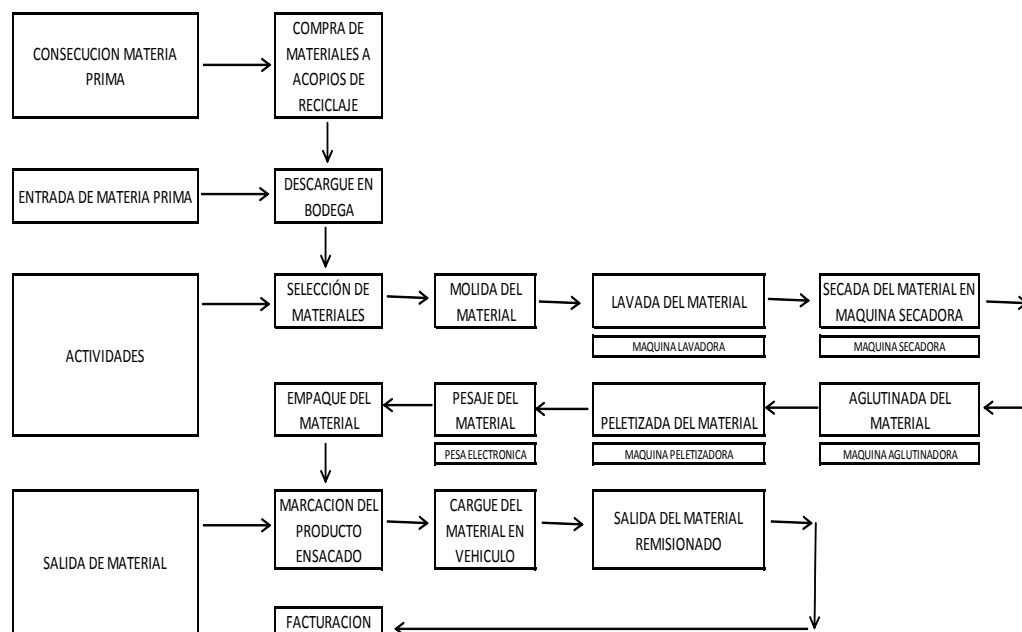 CONSECUCION MATERIA
PRIMA
COMPRA DE
MATERIALES A
ACOPIOS DE
RECICLAJE
ENTRADA DE MATERIA PRIMA
DESCARGUE EN
BODEGA
ACTIVIDADES
SELECCIÓN DE
MATERIALES
MOLIDA DEL
MATERIAL
LAVADA DEL MATERIAL
MAQUINA LAVADORA
SECADA DEL MATERIAL EN
MAQUINA SECADORA
MAQUINA SECADORA
AGLUTINADA DEL
MATERIAL
MAQUINA AGLUTINADORA
PELETIZADA DEL MATERIAL
MAQUINA PELETIZADORA
PESAJE DEL
MATERIAL
PESA ELECTRONICA
EMPAQUE DEL
MATERIAL
SALIDA DE MATERIAL
MARCACION DEL
PRODUCTO
ENSACADO
CARGUE DEL
MATERIAL EN
VEHICULO
SALIDA DEL MATERIAL
REMISIONADO
FACTURACION